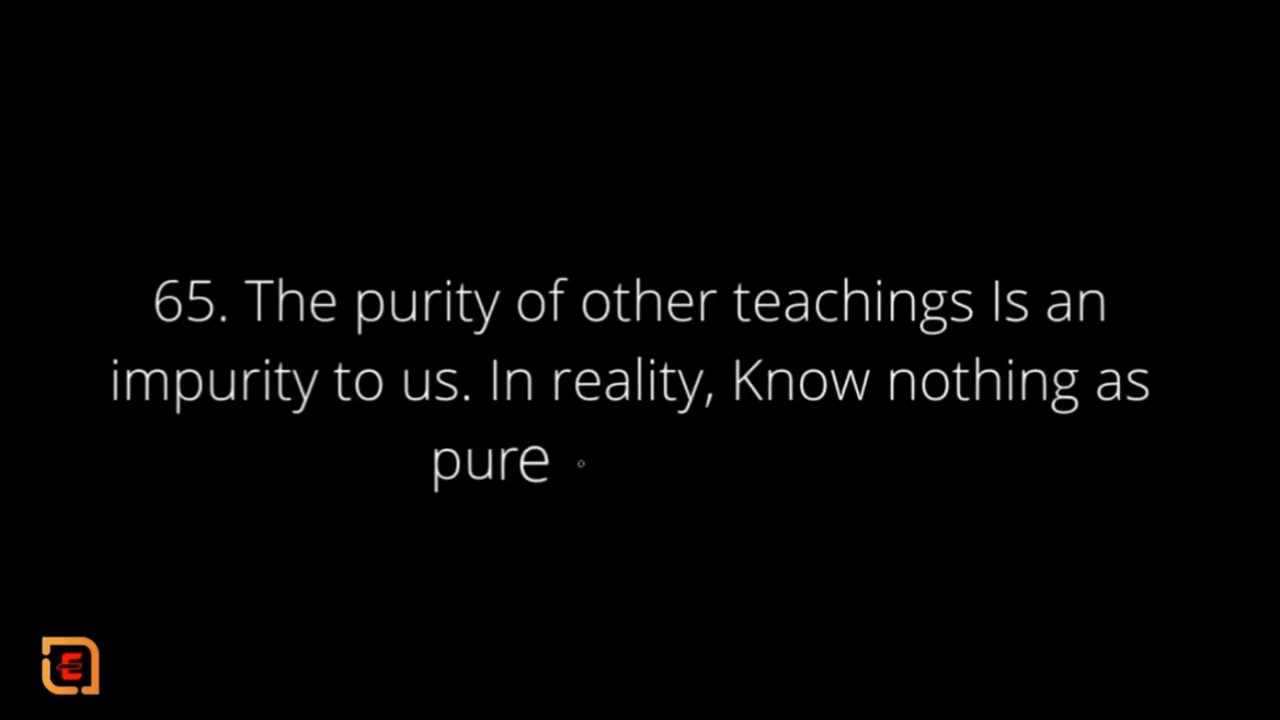 65. The purity of other teachings Is an
impurity to us. In reality, Know nothing as
pure